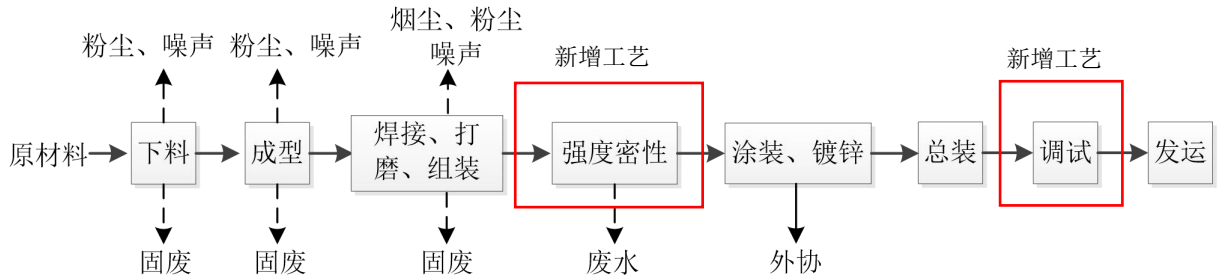 烟尘、粉尘
噪声
粉尘、噪声
粉尘、噪声
新增工艺
新增工艺
原材料
下料
成型
焊接、打
磨、组装
强度密性
涂装、镀锌
总装
调试
发运
固废
固废
固废
废水
外协